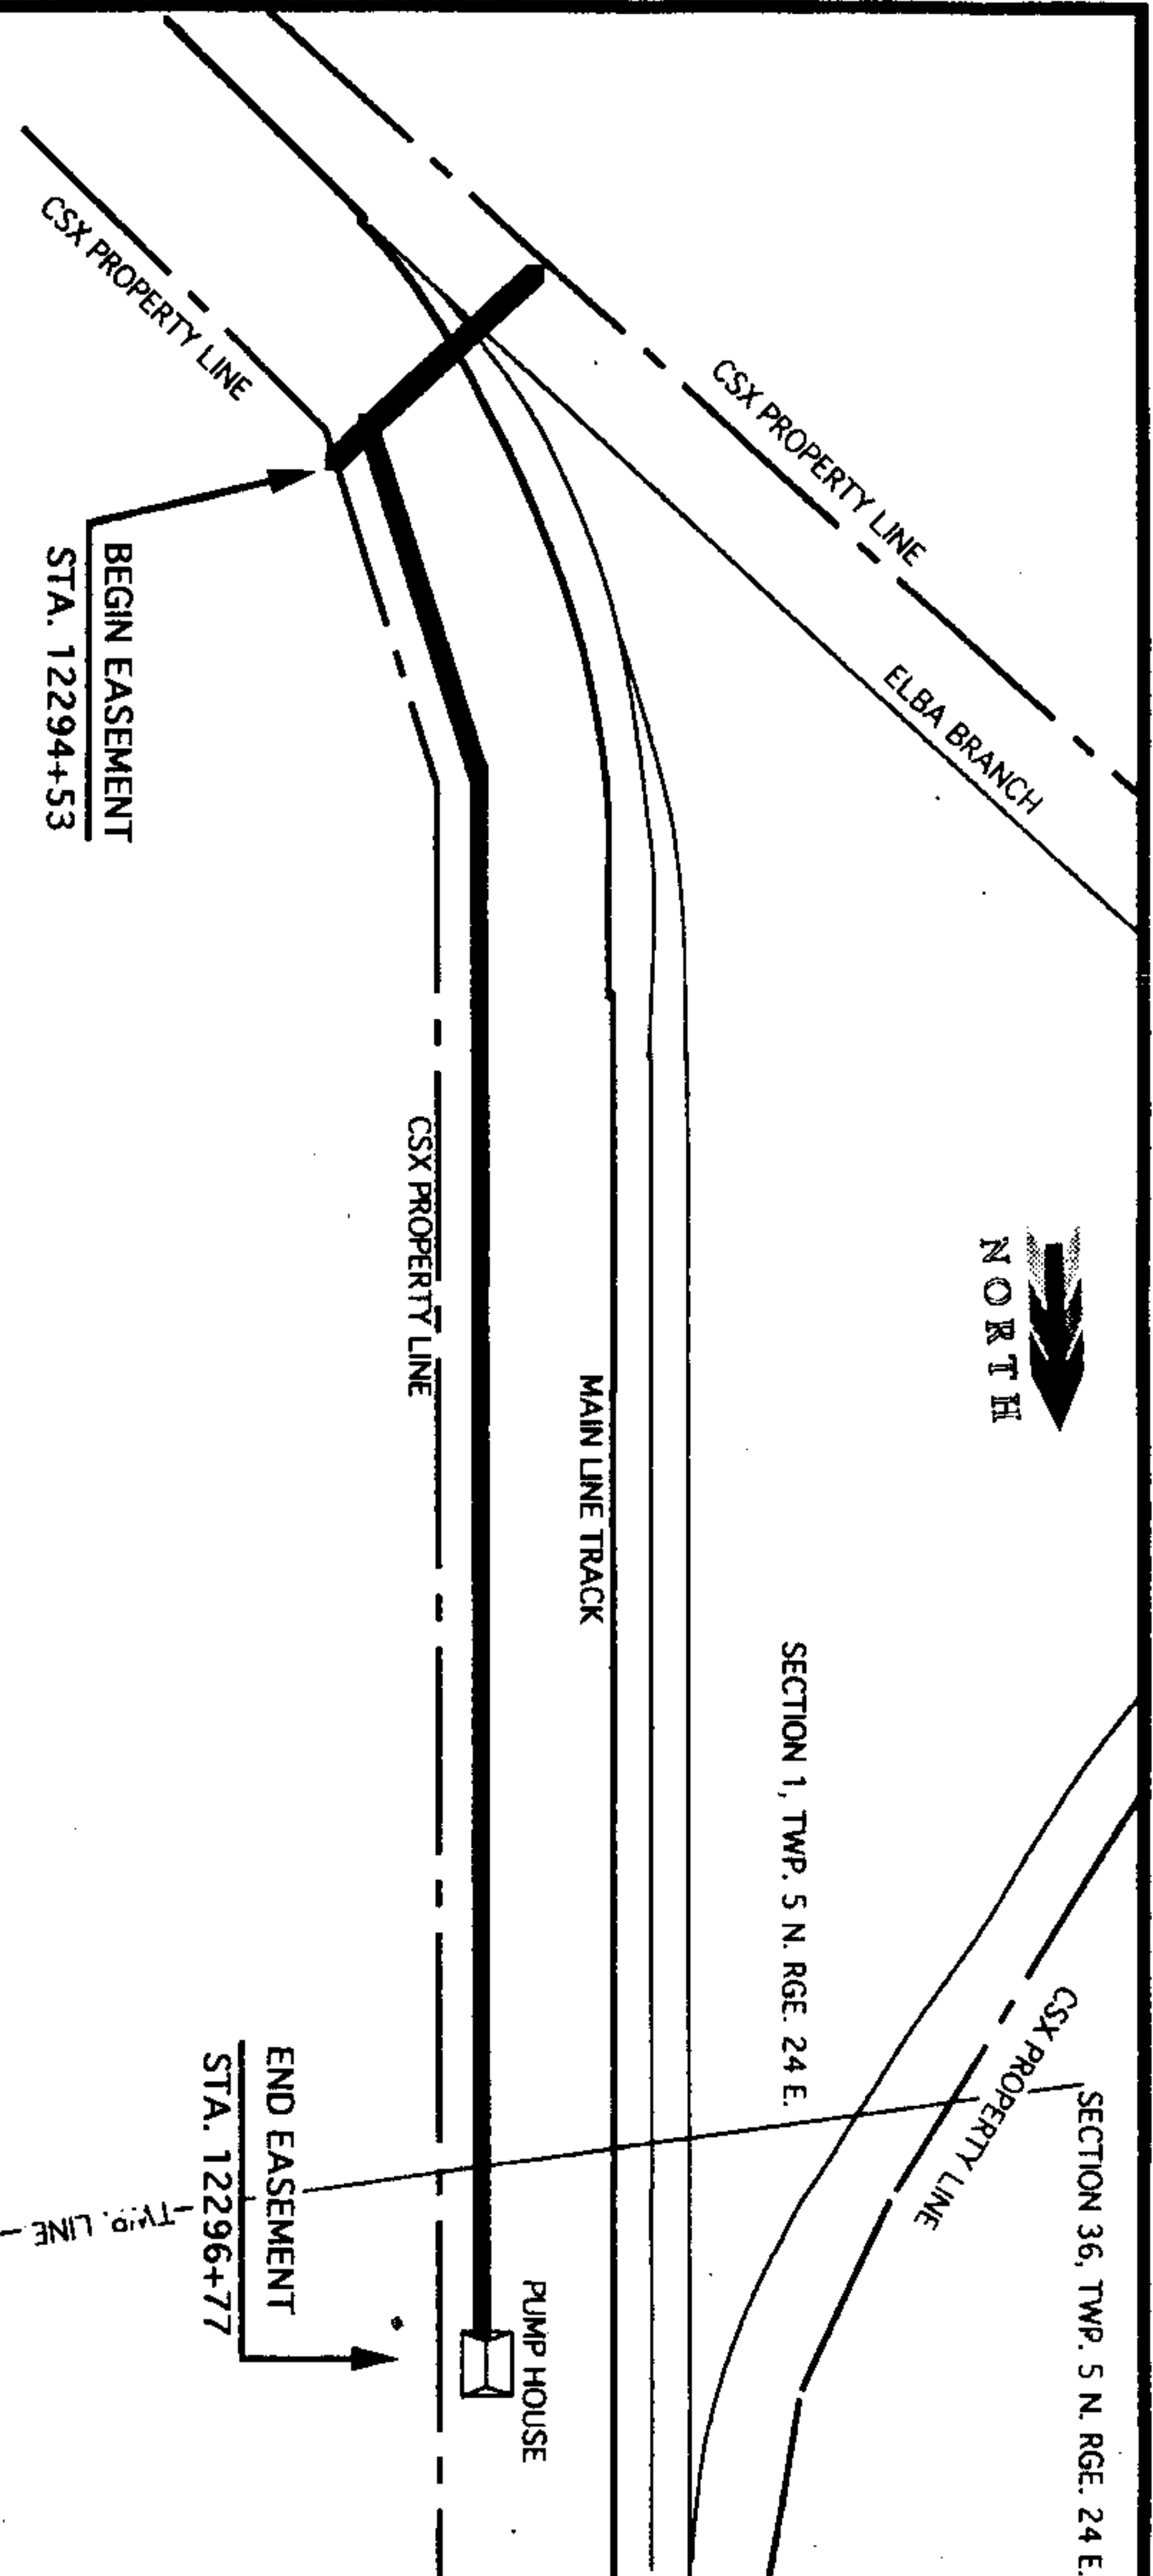 CSX PROPERTY LINE
CSX PROPERTY LINE
ELBA BRANCH
BEGIN EASEMENT
STA. 12294+53
NORTH
CSX PROPERTY LINE
MAIN LINE TRACK
SECTION 1, TWP. 5 N. RGE. 24 E.
CSX PROPERTY LINE
SECTION 36, TWP. 5 N. RGE. 24 E.
END EASEMENT
STA. 12296+77
TWP. LINE
PUMP HOUSE